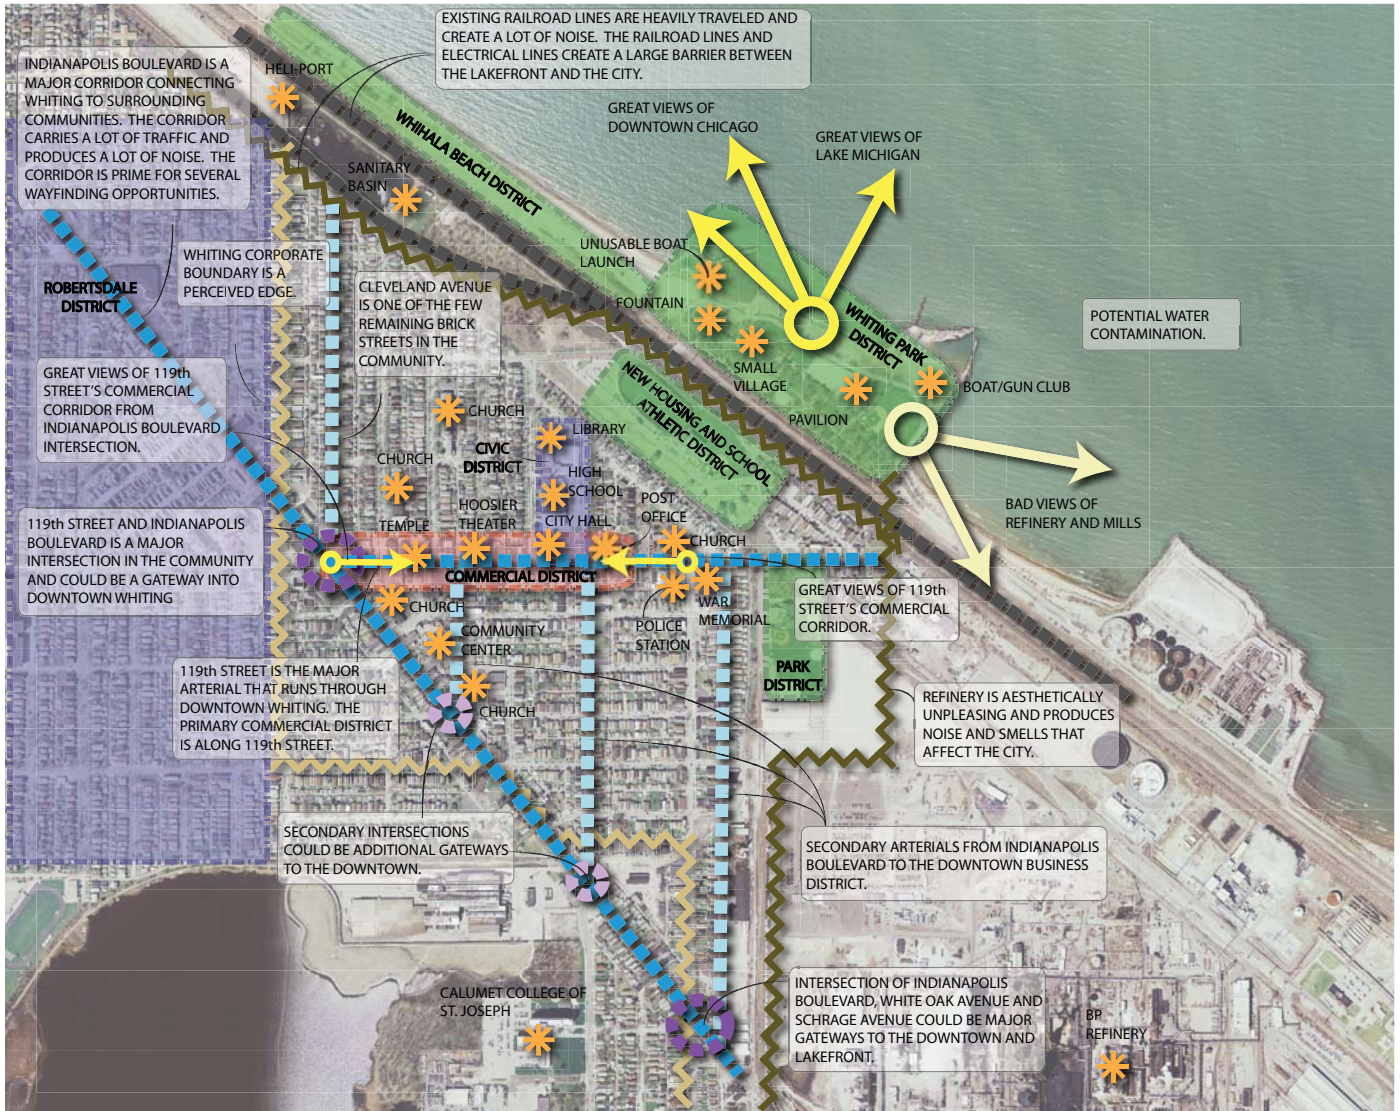 EXISTING RAILROAD LINES ARE HEAVILY TRAVELED AND
CREATE A LOT OF NOISE. THE RAILROAD LINES AND
ELECTRICAL LINES CREATE A LARGE BARRIER BETWEEN
THE LAKEFRONT AND THE CITY.
INDIANAPOLIS BOULEVARD IS A
MAJOR CORRIDOR CONNECTING
WHITING TO SURROUNDING
COMMUNITIES. THE CORRIDOR
CARRIES A LOT OF TRAFFIC AND
PRODUCES A LOT OF NOISE. THE
CORRIDOR IS PRIME FOR SEVERAL
WAYFINDING OPPORTUNITIES.
HELI-PORT
GREAT VIEWS OF
DOWNTOWN CHICAGO
GREAT VIEWS OF
LAKE MICHIGAN
WHIHALA BEACH DISTRICT
SANITARY
BASIN
UNUSABLE BOAT
LAUNCH
WHITING CORPORATE
BOUNDARY IS A
PERCEIVED EDGE.
ROBERTSDALE
DISTRICT
CLEVELAND AVENUE
IS ONE OF THE FEW
REMAINING BRICK
STREETS IN THE
COMMUNITY.
FOUNTAIN
WHITING PARK
DISTRICT
POTENTIAL WATER
CONTAMINATION.
SMALL
VILLAGE
GREAT VIEWS OF 119th
STREET'S COMMERCIAL
CORRIDOR FROM
INDIANAPOLIS BOULEVARD
INTERSECTION.
NEW HOUSING AND SCHOOL
ATHLETIC DISTRICT
BOAT/GUN CLUB
PAVILION
CHURCH
LIBRARY
CIVIC
DISTRICT
CHURCH
HIGH
SCHOOL
HOOSIER
THEATER
POST
OFFICE
BAD VIEWS OF
REFINERY AND MILLS
119th STREET AND INDIANAPOLIS
BOULEVARD IS A MAJOR
INTERSECTION IN THE COMMUNITY
AND COULD BE A GATEWAY INTO
DOWNTOWN WHITING
TEMPLE
CITY HALL
CHURCH
COMMERCIAL DISTRICT
GREAT VIEWS OF 119th
STREET'S COMMERCIAL
CORRIDOR.
CHURCH
WAR
MEMORIAL
POLICE
STATION
COMMUNITY
CENTER
119th STREET IS THE MAJOR
ARTERIAL THAT RUNS THROUGH
DOWNTOWN WHITING. THE
PRIMARY COMMERCIAL DISTRICT
IS ALONG 119th STREET.
PARK
DISTRICT
CHURCH
REFINERY IS AESTHETICALLY
UNPLEASING AND PRODUCES
NOISE AND SMELLS THAT
AFFECT THE CITY.
SECONDARY INTERSECTIONS
COULD BE ADDITIONAL GATEWAYS
TO THE DOWNTOWN.
SECONDARY ARTERIALS FROM INDIANAPOLIS
BOULEVARD TO THE DOWNTOWN BUSINESS
DISTRICT.
CALUMET COLLEGE OF
ST. JOSEPH
INTERSECTION OF INDIANAPOLIS
BOULEVARD, WHITE OAK AVENUE AND
SCHRAGE AVENUE COULD BE MAJOR
GATEWAYS TO THE DOWNTOWN AND
LAKEFRONT.
BP
REFINERY